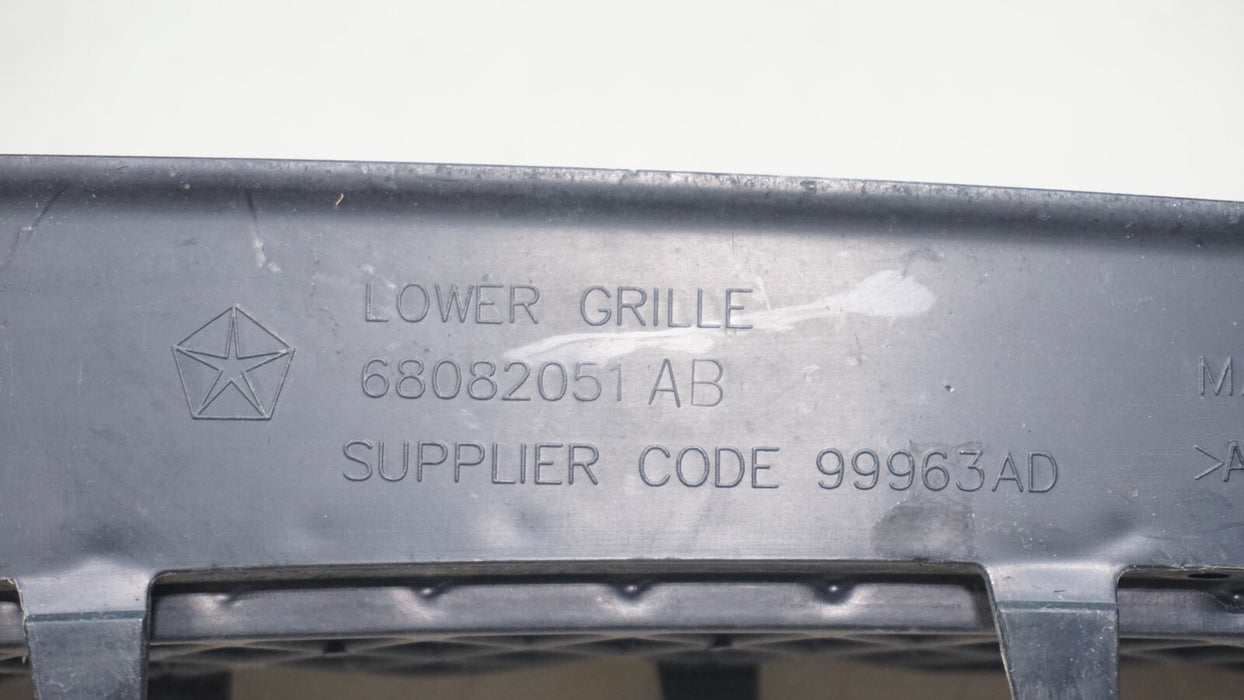 LOWER GRILLE
68082051 AB
SUPPLIER CODE 99963AD